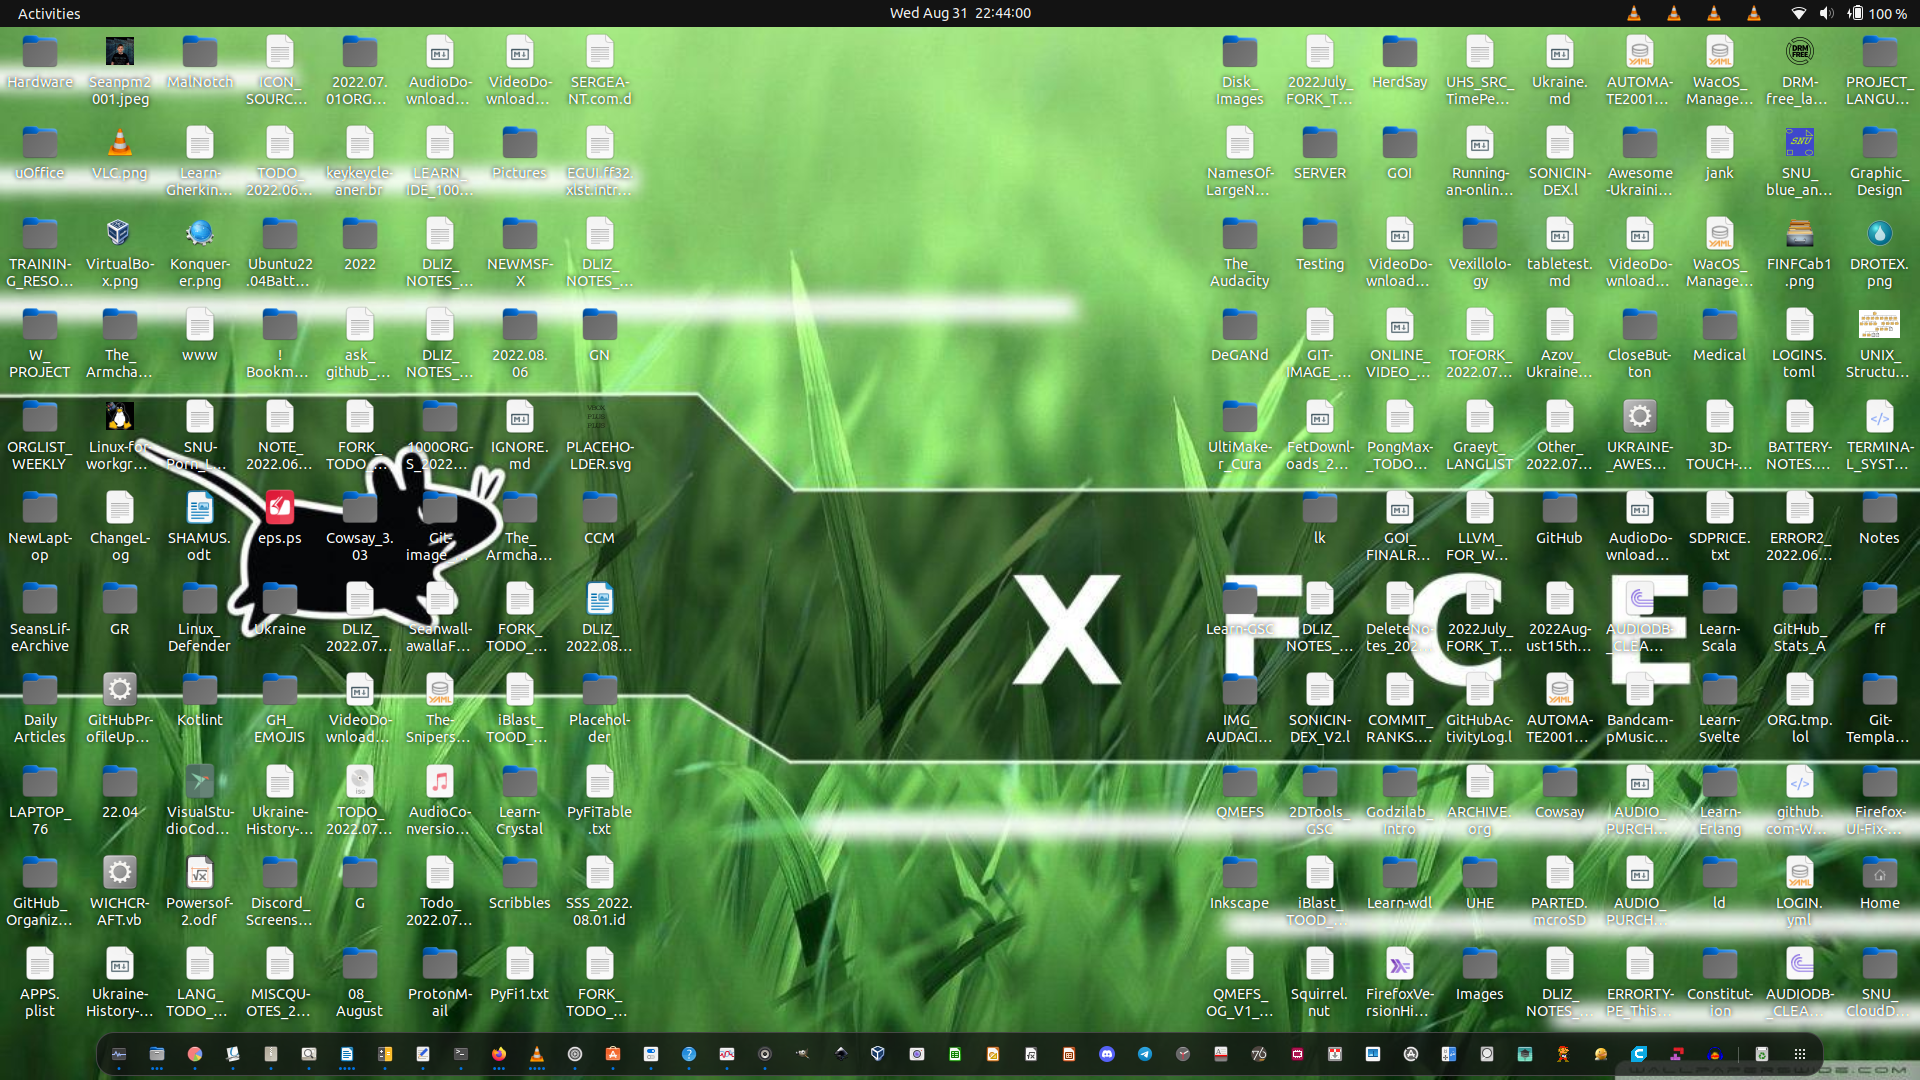 Activities
Wed Aug 31 22:44:00
100 %
Hardware
Seanpm2
001.jpeg
MalNotch
ICON_
SOURC...
2022.07.
01ORG...
AudioDo-
wnload...
VideoDo-
wnload...
SERGEA-
NT.com.d
Disk_
Images
2022July_
FORK_T...
HerdSay
UHS_SRC_
TimePe...
Ukraine.
md
AUTOMA-
TE2001...
WacOS_
Manage...
DRM-
free_la...
PROJECT_
LANGU...
uOffice
VLC.png
Learn-
Gherkin...
TODO_
2022.06...
keykeycle-
aner.br
LEARN_
IDE_100...
Pictures
EGUI.ff32.
xlst.intr...
NamesOf-
LargeN...
SERVER
GOI
Running-
an-onlin...
SONICIN-
DEX.l
Awesome
-Ukraini...
jank
SNU_
blue_an...
Graphic_
Design
TRAININ-
G_RESO...
VirtualBo-
x.png
Konquer-
er.png
Ubuntu22
.04Batt...
2022
DLIZ_
NOTES_...
NEWMSF-
X
DLIZ_
NOTES_...
The_
Audacity
Testing
VideoDo-
wnload...
Vexillolo-
gy
tabletest.
md
VideoDo-
wnload...
WacOS_
Manage...
FINFCab1
.png
DROTEX.
png
W_
PROJECT
The_
Armcha...
www
!
Bookm...
ask_
github_...
DLIZ_
NOTES_...
2022.08.
06
GN
DeGANd
GIT-
IMAGE_...
ONLINE_
VIDEO_...
TOFORK_
2022.07...
Azov_
Ukraine...
CloseBut-
ton
Medical
LOGINS.
toml
UNIX_
Structu...
ORGLIST_
WEEKLY
Linux-for-
workgr...
SNU-
Porn_L...
NOTE_
2022.06...
FORK_
TODO_...
1000ORG-
S_2022...
IGNORE.
md
PLACEHO-
LDER.svg
UltiMake-
r_Cura
FetDownl-
oads_2...
PongMax-
_TODO...
Graeyt_
LANGLIST
Other_
2022.07...
UKRAINE-
_AWES...
3D-
TOUCH-...
BATTERY-
NOTES....
TERMINA-
L_SYST...
NewLapt-
op
ChangeL-
og
SHAMUS.
odt
eps.ps
Cowsay_3.
03
Git-
image_...
The_
Armcha...
CCM
lk
GOI_
FINALR...
LLVM_
FOR_W...
GitHub
AudioDo-
wnload...
SDPRICE.
txt
ERROR2_
2022.06...
Notes
X F C E
SeansLif-
eArchive
GR
Linux_
Defender
Ukraine
DLIZ_
2022.07...
Seanwall-
awallaF...
FORK_
TODO_...
DLIZ_
2022.08...
Learn-GSC
DLIZ_
NOTES_...
DeleteNo-
tes_202...
2022July_
FORK_T...
2022Aug-
ust15th...
AUDIODB-
_CLEA...
Learn-
Scala
GitHub_
Stats_A
ff
Daily
Articles
GitHubPr-
ofileUp...
Kotlint
GH_
EMOJIS
VideoDo-
wnload...
The-
Snipers...
iBlast_
TOOD_...
Placehol-
der
IMG_
AUDACI...
SONICIN-
DEX_V2.l
COMMIT_
RANKS....
GitHubAc-
tivityLog.l
AUTOMA-
TE2001...
Bandcam-
pMusic...
Learn-
Svelte
ORG.tmp.
lol
Git-
Templa...
LAPTOP_
76
22.04
VisualStu-
dioCod...
Ukraine-
History-...
TODO_
2022.07...
AudioCo-
nversio...
Learn-
Crystal
PyFiTable
.txt
QMEFS
2DTools_
GSC
Godzilab_
Intro
ARCHIVE.
org
Cowsay
AUDIO_
PURCH...
Learn-
Erlang
github.
com-W...
Firefox-
UI-Fix-...
GitHub_
Organiz...
WICHCR-
AFT.vb
Powersof-
2.odf
Discord_
Screens...
G
Todo_
2022.07...
Scribbles
SSS_2022.
08.01.id
Inkscape
iBlast_
TOOD_...
Learn-wdl
UHE
PARTED.
mcroSD
AUDIO_
PURCH...
ld
LOGIN.
yml
Home
APPS.
plist
Ukraine-
History-...
LANG_
TODO_...
MISCQU-
OTES_2...
08_
August
ProtonM-
ail
PyFi1.txt
FORK_
TODO_...
QMEFS_
OG_V1_...
Squirrel.
nut
FirefoxVe-
rsionHi...
Images
DLIZ_
NOTES_...
ERRORTY-
PE_This...
Constitut-
ion
AUDIODB-
_CLEA...
SNU_
CloudD...